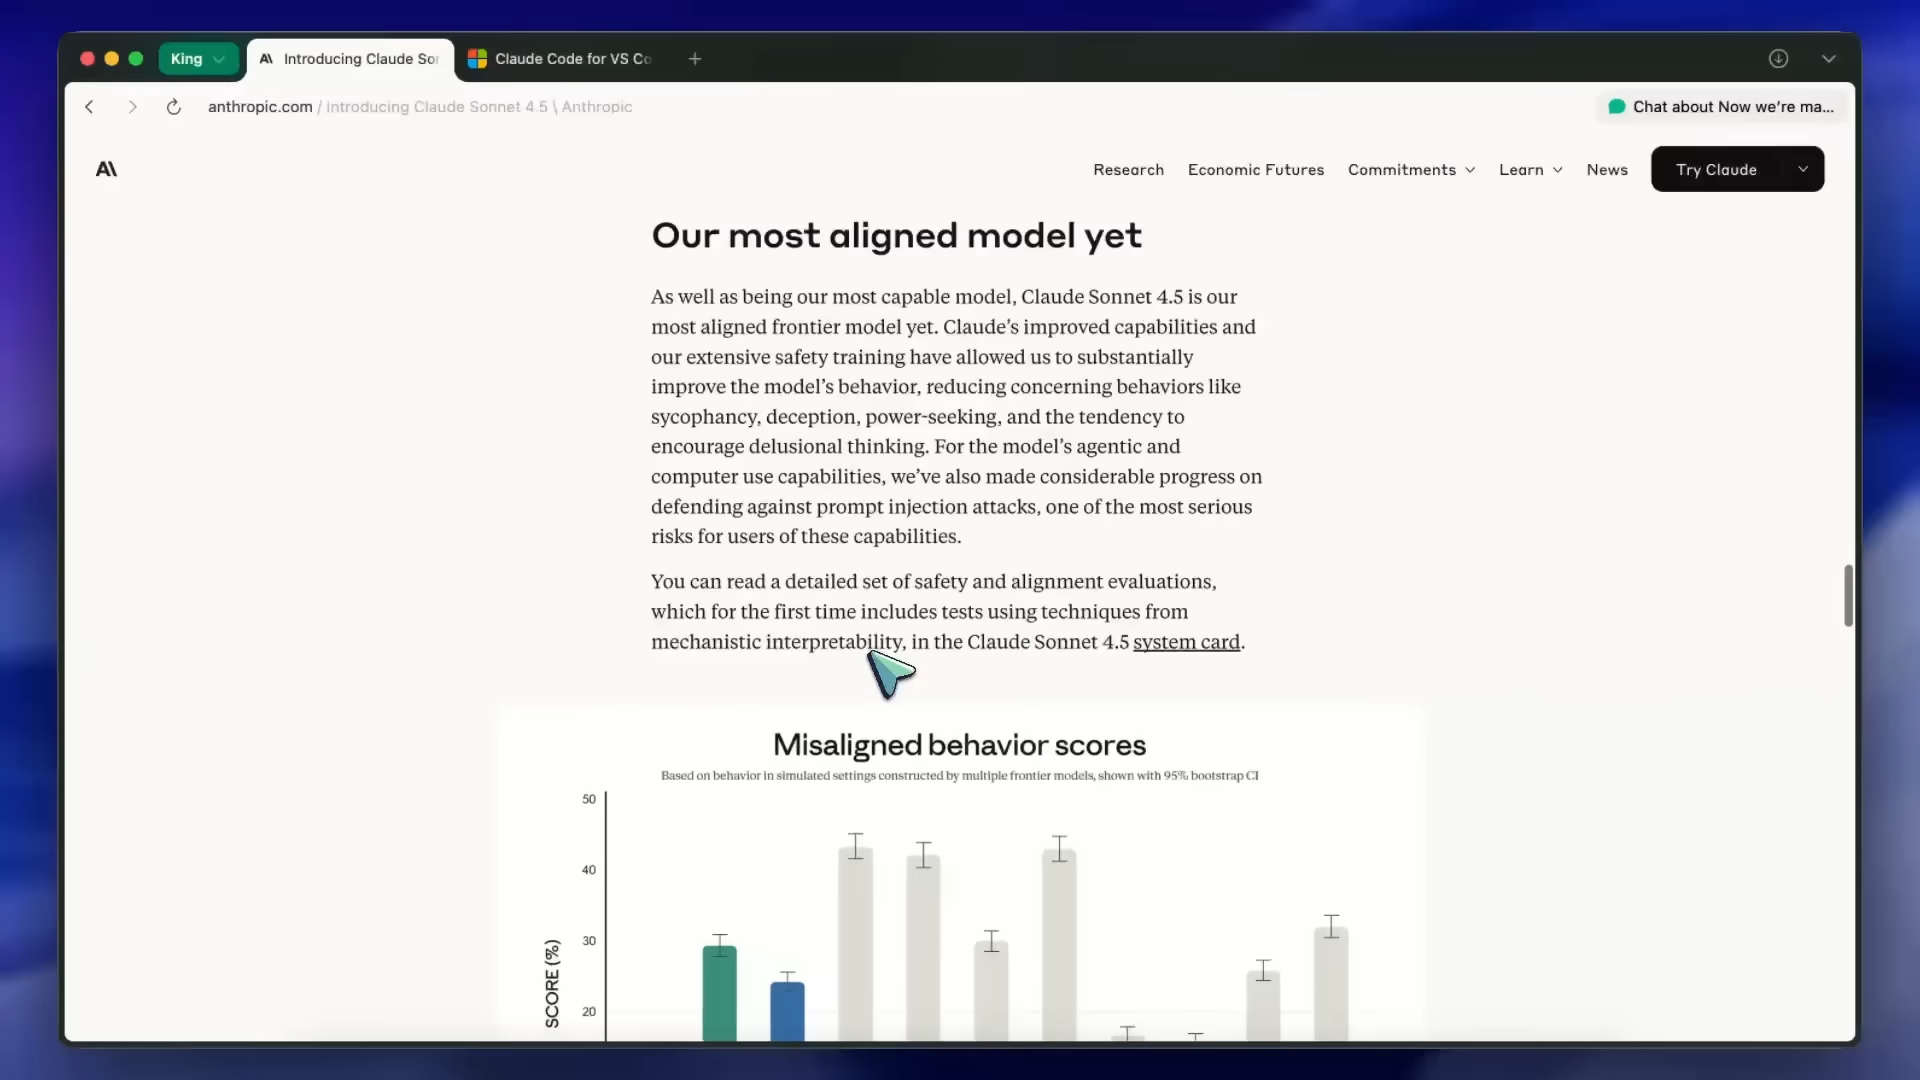 King
Introducing Claude So
Claude Code for VS Co
anthropic.com / Introducing Claude Sonnet 4.5 \ Anthropic
Chat about Now we’re ma...
Research
Economic Futures
Commitments
Learn
News
Try Claude
Our most aligned model yet
As well as being our most capable model, Claude Sonnet 4.5 is our
most aligned frontier model yet. Claude’s improved capabilities and
our extensive safety training have allowed us to substantially
improve the model’s behavior, reducing concerning behaviors like
sycophancy, deception, power-seeking, and the tendency to
encourage delusional thinking. For the model’s agentic and
computer use capabilities, we’ve also made considerable progress on
defending against prompt injection attacks, one of the most serious
risks for users of these capabilities.
You can read a detailed set of safety and alignment evaluations,
which for the first time includes tests using techniques from
mechanistic interpretability, in the Claude Sonnet 4.5 system card.
Misaligned behavior scores
Based on behavior in simulated settings constructed by multiple frontier models, shown with 95% bootstrap CI
50
40
30
20
SCORE (%)